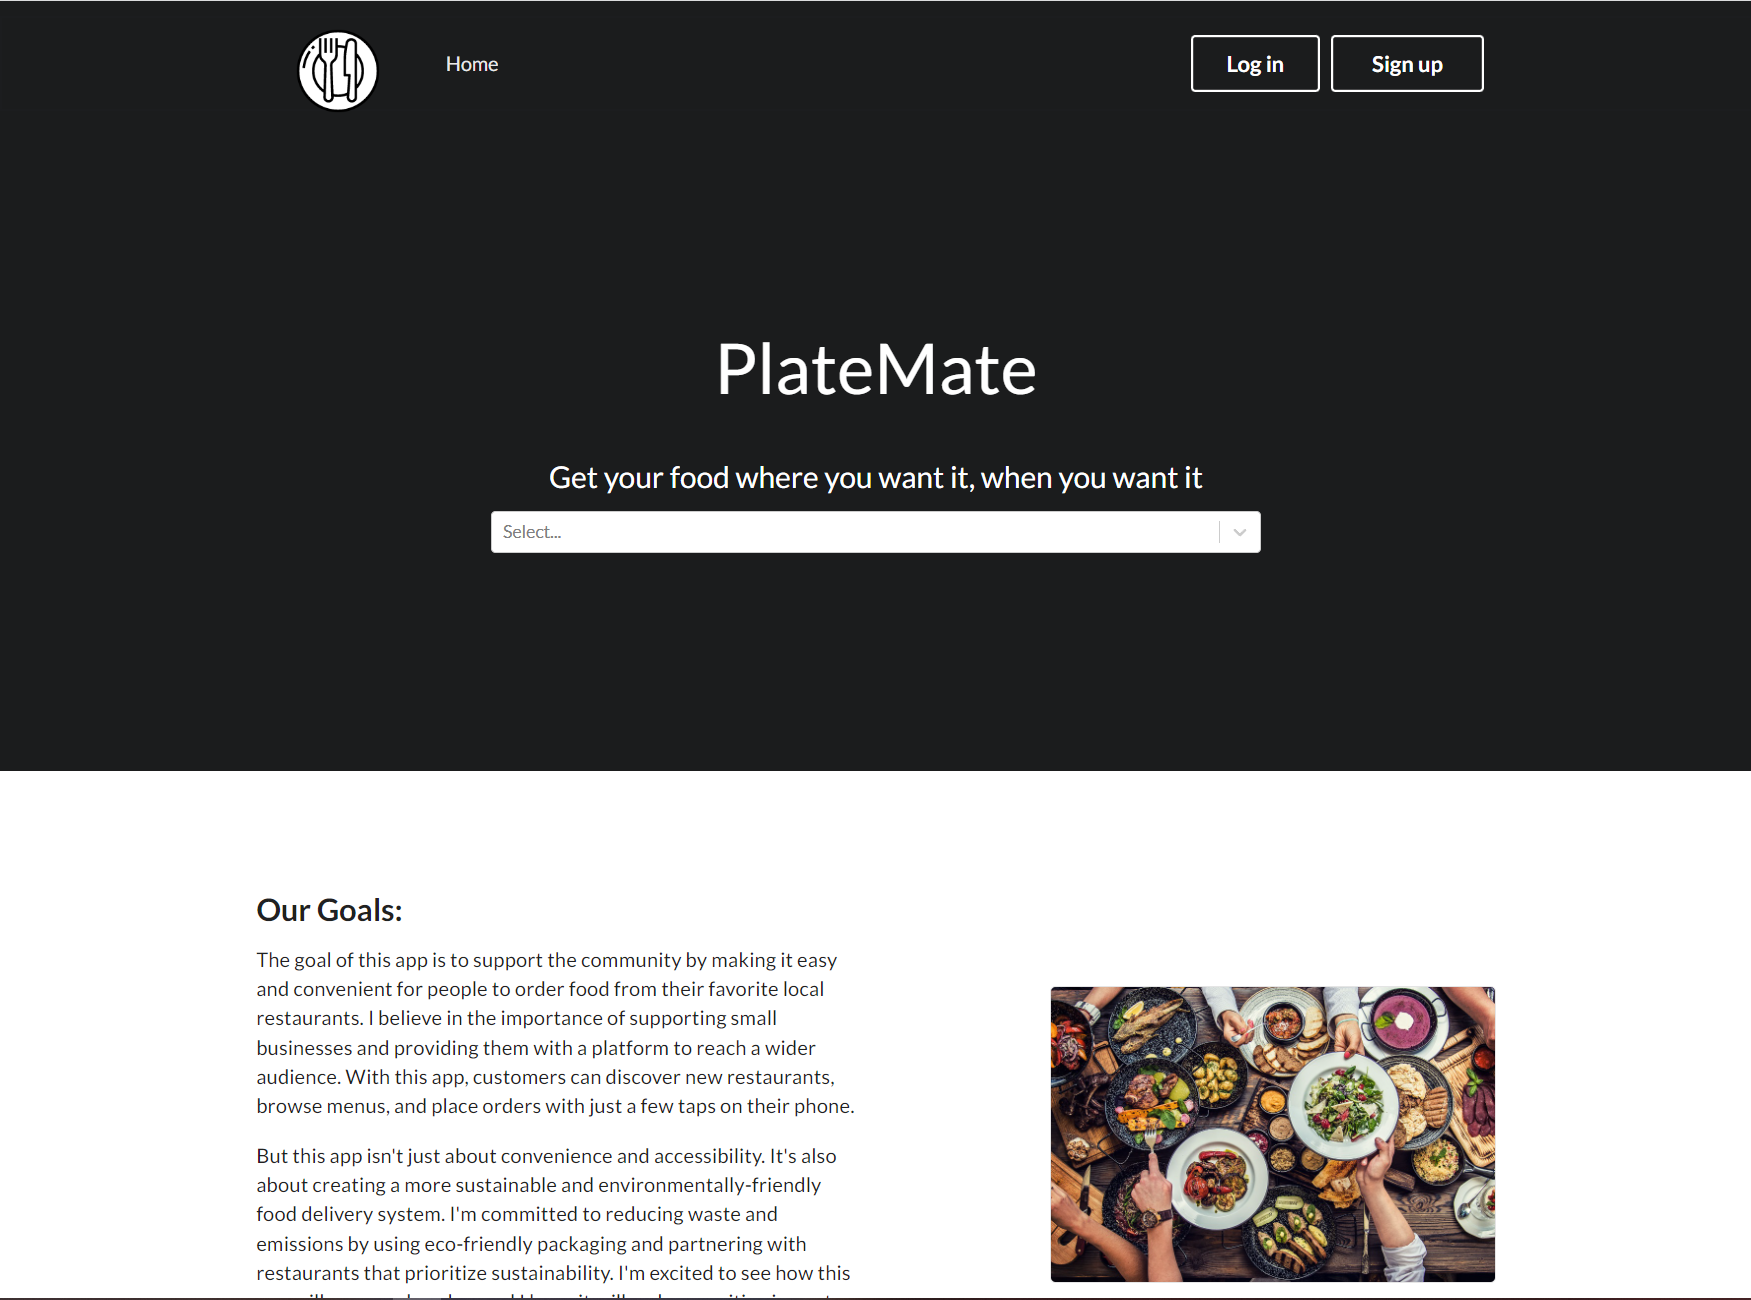 Home
Log in
Sign up
PlateMate
Get your food where you want it, when you want it
Select...
Our Goals:
The goal of this app is to support the community by making it easy
and convenient for people to order food from their favorite local
restaurants. I believe in the importance of supporting small
businesses and providing them with a platform to reach a wider
audience. With this app, customers can discover new restaurants,
browse menus, and place orders with just a few taps on their phone.
But this app isn't just about convenience and accessibility. It's also
about creating a more sustainable and environmentally-friendly
food delivery system. I'm committed to reducing waste and
emissions by using eco-friendly packaging and partnering with
restaurants that prioritize sustainability. I'm excited to see how this